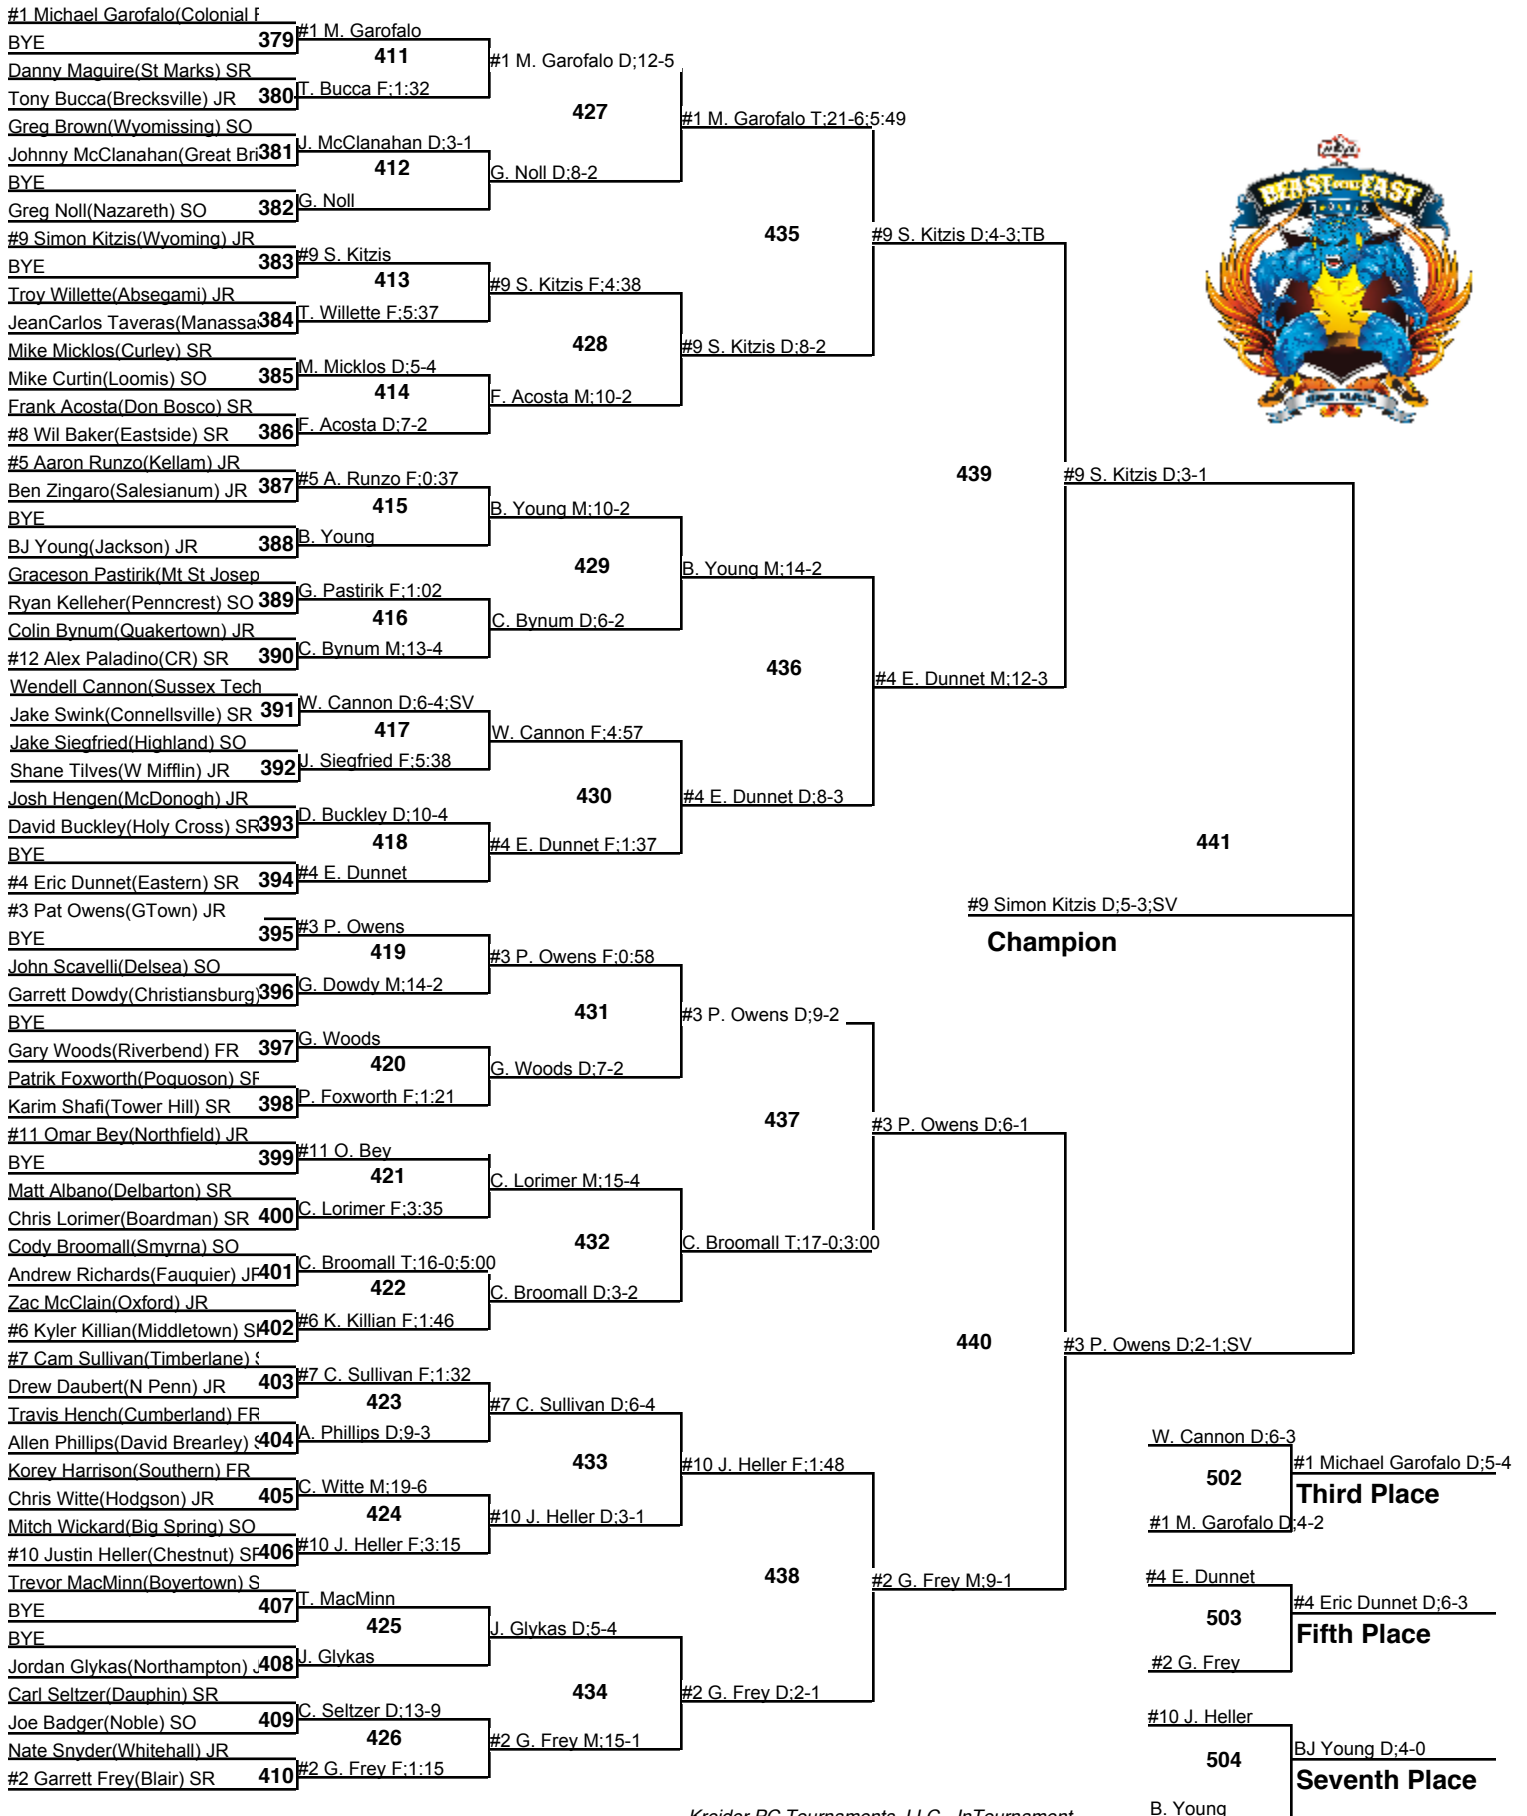 #1 Michael Garofalo(Colonial F
BYE
379
Danny Maguire(St Marks) SR
Tony Bucca(Brecksville) JR
380
Greg Brown(Wyomissing) SO
Johnny McClanahan(Great Bri
381
BYE
Greg Noll(Nazareth) SO
382
#9 Simon Kitzis(Wyoming) JR
BYE
383
Troy Willette(Absegami) JR
JeanCarlos Taveras(Manassas
384
Mike Micklos(Curley) SR
Mike Curtin(Loomis) SO
385
Frank Acosta(Don Bosco) SR
#8 Wil Baker(Eastside) SR
386
#5 Aaron Runzo(Kellam) JR
Ben Zingaro(Salesianum) JR
387
BYE
BJ Young(Jackson) JR
388
Graceson Pastirik(Mt St Josep
Ryan Kelleher(Penncrest) SO
389
Colin Bynum(Quakertown) JR
#12 Alex Paladino(CR) SR
390
Wendell Cannon(Sussex Tech
Jake Swink(Connellsville) SR
391
Jake Siegfried(Highland) SO
Shane Tilves(W Mifflin) JR
392
Josh Hengen(McDonogh) JR
David Buckley(Holy Cross) SR
393
BYE
#4 Eric Dunnet(Eastern) SR
394
#3 Pat Owens(GTown) JR
BYE
395
John Scavelli(Delsea) SO
Garrett Dowdy(Christiansburg)
396
BYE
Gary Woods(Riverbend) FR
397
Patrik Foxworth(Poquoson) SR
Karim Shafi(Tower Hill) SR
398
#11 Omar Bey(Northfield) JR
BYE
399
Matt Albano(Delbarton) SR
Chris Lorimer(Boardman) SR
400
Cody Broomall(Smyrna) SO
Andrew Richards(Fauquier) JR
401
Zac McClain(Oxford) JR
#6 Kyler Killian(Middletown) SR
402
#7 Cam Sullivan(Timberlane) S
Drew Daubert(N Penn) JR
403
Travis Hench(Cumberland) FR
Allen Phillips(David Brearley) S
404
Korey Harrison(Southern) FR
Chris Witte(Hodgson) JR
405
Mitch Wickard(Big Spring) SO
#10 Justin Heller(Chestnut) SR
406
Trevor MacMinn(Boyertown) S
BYE
407
BYE
Jordan Glykas(Northampton) J
408
Carl Seltzer(Dauphin) SR
Joe Badger(Noble) SO
409
Nate Snyder(Whitehall) JR
#2 Garrett Frey(Blair) SR
410
#1 M. Garofalo
411
T. Bucca F;1:32
J. McClanahan D;3-1
412
G. Noll
#9 S. Kitzis
413
T. Willette F;5:37
M. Micklos D;5-4
414
F. Acosta D;7-2
#5 A. Runzo F;0:37
415
B. Young
G. Pastirik F;1:02
416
C. Bynum M;13-4
W. Cannon D;6-4;SV
417
J. Siegfried F;5:38
D. Buckley D;10-4
418
#4 E. Dunnet
#3 P. Owens
419
G. Dowdy M;14-2
G. Woods
420
P. Foxworth F;1:21
#11 O. Bey
421
C. Lorimer F;3:35
C. Broomall T;16-0;5:00
422
#6 K. Killian F;1:46
#7 C. Sullivan F;1:32
423
A. Phillips D;9-3
C. Witte M;19-6
424
#10 J. Heller F;3:15
T. MacMinn
425
J. Glykas
C. Seltzer D;13-9
426
#2 G. Frey F;1:15
#1 M. Garofalo D;12-5
427
G. Noll D;8-2
#9 S. Kitzis F;4:38
428
F. Acosta M;10-2
B. Young M;10-2
429
C. Bynum D;6-2
W. Cannon F;4:57
430
#4 E. Dunnet F;1:37
#3 P. Owens F;0:58
431
G. Woods D;7-2
C. Lorimer M;15-4
432
C. Broomall D;3-2
#7 C. Sullivan D;6-4
433
#10 J. Heller D;3-1
J. Glykas D;5-4
434
#2 G. Frey M;15-1
#1 M. Garofalo T;21-6;5:49
435
#9 S. Kitzis D;8-2
B. Young M;14-2
436
#4 E. Dunnet D;8-3
#3 P. Owens D;9-2
437
C. Broomall T;17-0;3:00
#10 J. Heller F;1:48
438
#2 G. Frey D;2-1
#9 S. Kitzis D;4-3;TB
439
#4 E. Dunnet M;12-3
#3 P. Owens D;6-1
440
#2 G. Frey M;9-1
#9 S. Kitzis D;3-1
441
#3 P. Owens D;2-1;SV
#9 Simon Kitzis D;5-3;SV
Champion
BEAST OF THE EAST
W. Cannon D;6-3
502
#1 M. Garofalo D;4-2
#1 Michael Garofalo D;5-4
Third Place
#4 E. Dunnet
503
#2 G. Frey
#4 Eric Dunnet D;6-3
Fifth Place
#10 J. Heller
504
B. Young
BJ Young D;4-0
Seventh Place
Kreider PC Tournaments, LLC - InTournament